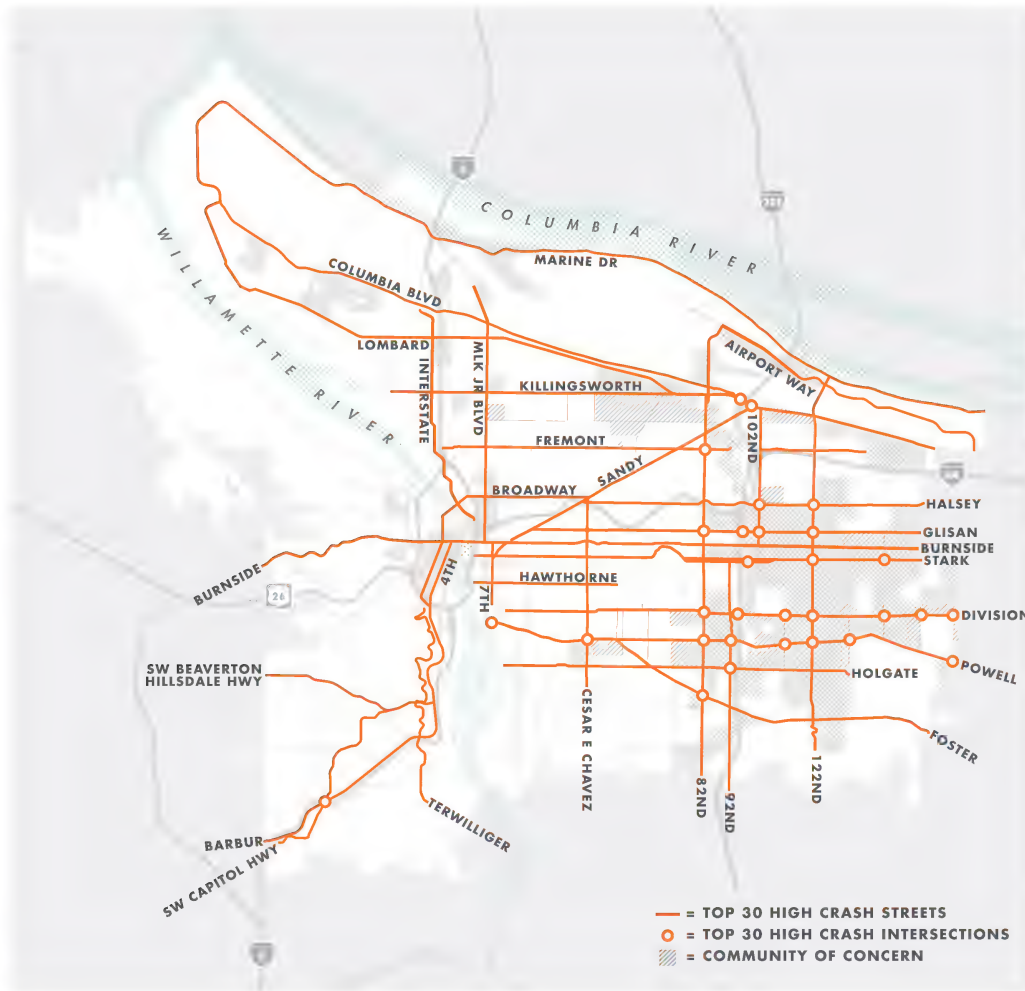 COLUMBIA RIVER
WILLAMETTE RIVER
MARINE DR
COLUMBIA BLVD
LOMBARD
INTERSTATE
MLK JR BLVD
AIRPORT WAY
KILLINGSWORTH
102ND
FREMONT
SANDY
BROADWAY
HALSEY
GLISAN
BURNSIDE
STARK
BURNSIDE
4TH
7TH
HAWTHORNE
26
DIVISION
POWELL
HOLGATE
SW BEAVERTON
HILLSDALE HWY
CESAR E CHAVEZ
82ND
92ND
122ND
FOSTER
TERWILLIGER
BARBUR
SW CAPITOL HWY
= TOP 30 HIGH CRASH STREETS
= TOP 30 HIGH CRASH INTERSECTIONS
= COMMUNITY OF CONCERN